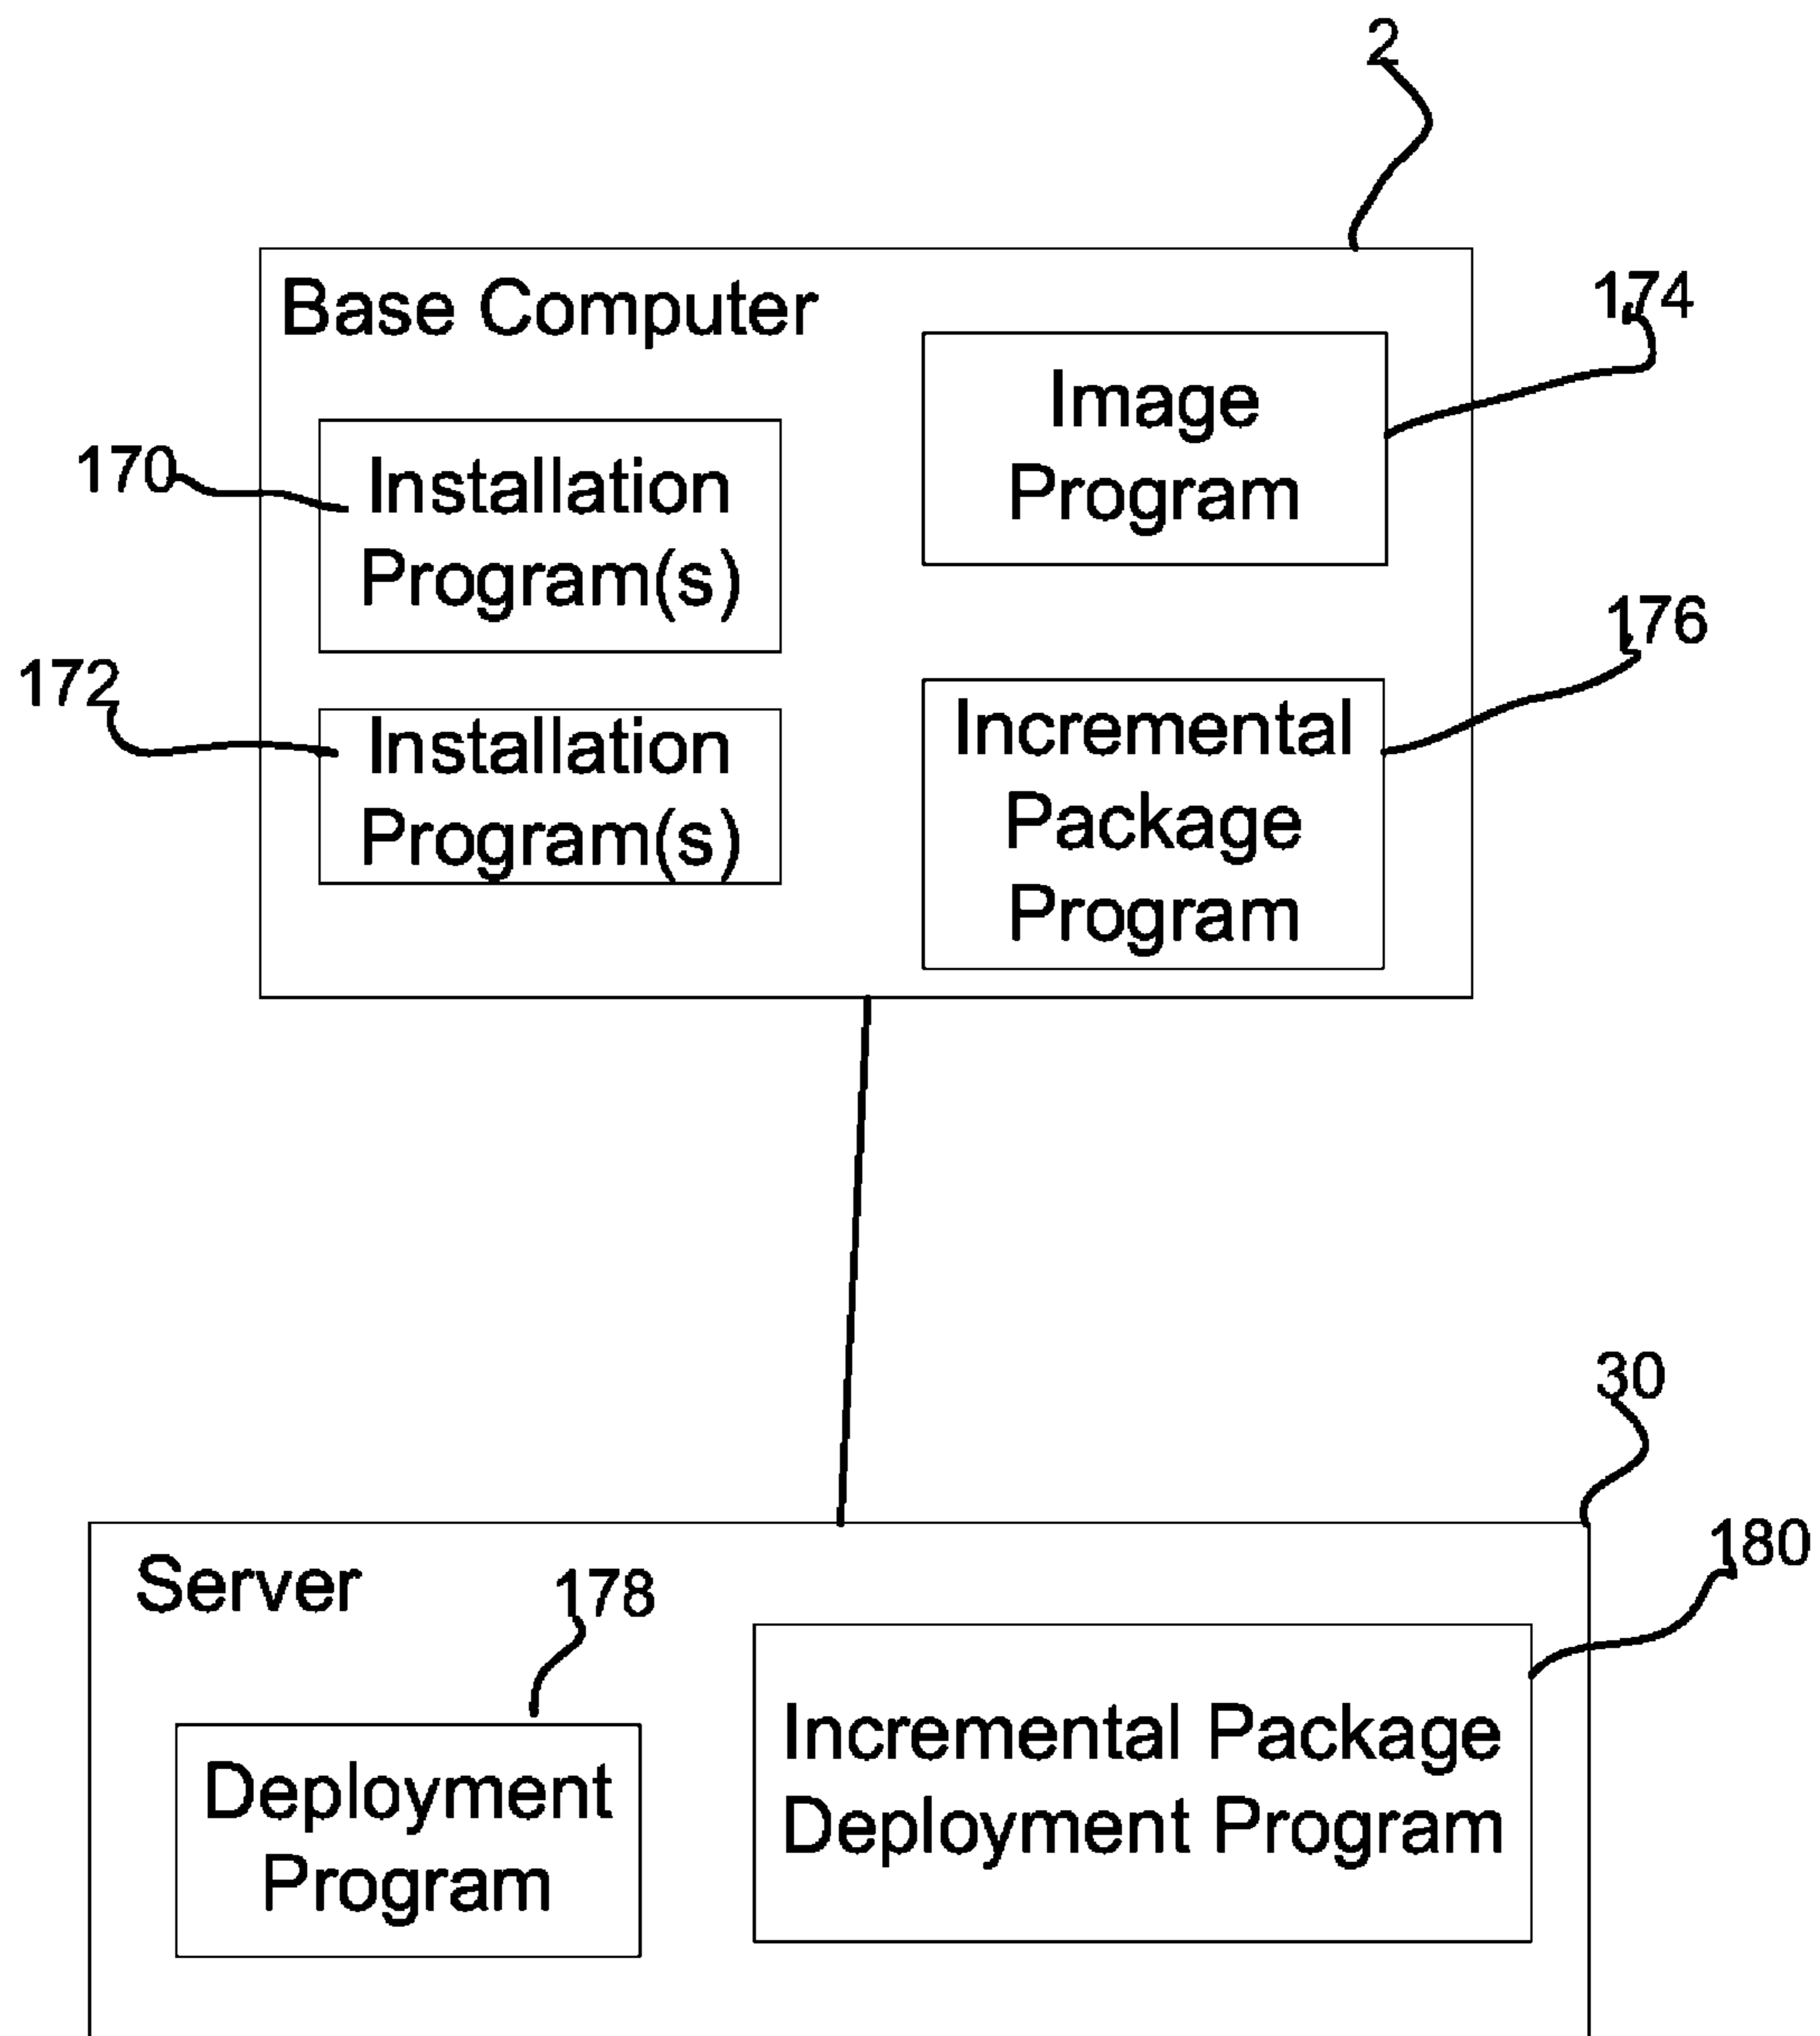 2
Base Computer
174
Image
Program
170
Installation
Program(s)
176
172
Installation
Program(s)
Incremental
Package
Program
30
Server
178
180
Deployment
Program
Incremental Package
Deployment Program